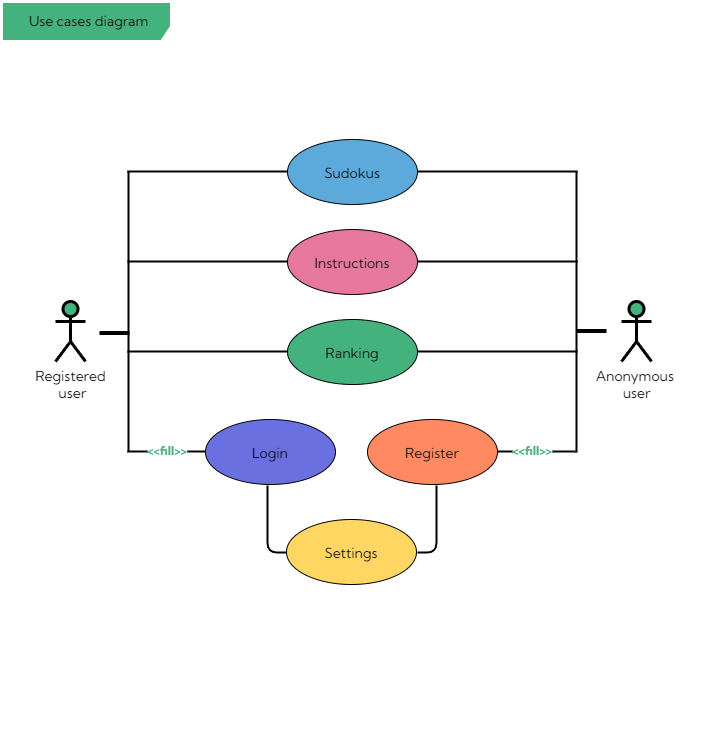 Use cases diagram
Sudokus
Instructions
Ranking
Registered
user
Anonymous
user
<<fill>>
Login
Register
<<fill>>
Settings